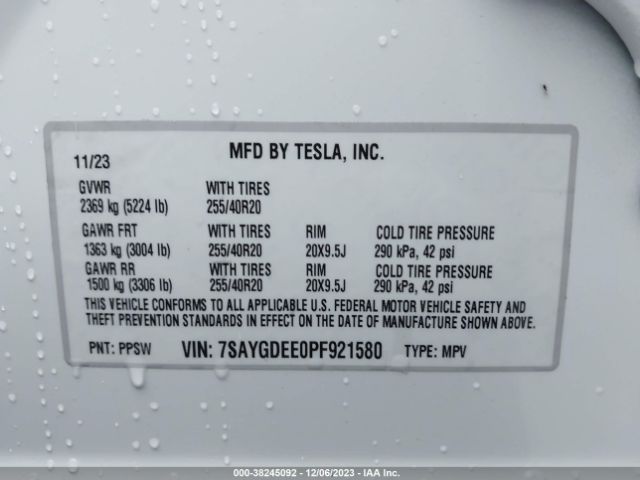 11/23 MFD BY TESLA, INC.
GVWR WITH TIRES
2369 kg (5224 lb) 255/40R20
GAWR FRT WITH TIRES RIM COLD TIRE PRESSURE
1363 kg (3004 lb) 255/40R20 20X9.5J 290 kPa, 42 psi
GAWR RR WITH TIRES RIM COLD TIRE PRESSURE
1500 kg (3306 lb) 255/40R20 20X9.5J 290 kPa, 42 psi
THIS VEHICLE CONFORMS TO ALL APPLICABLE U.S. FEDERAL MOTOR VEHICLE SAFETY AND
THEFT PREVENTION STANDARDS IN EFFECT ON THE DATE OF MANUFACTURE SHOWN ABOVE.
PNT: PPSW VIN: 7SAYGDEE0PF921580 TYPE: MPV
000-38245092 - 12/06/2023 - IAA Inc.